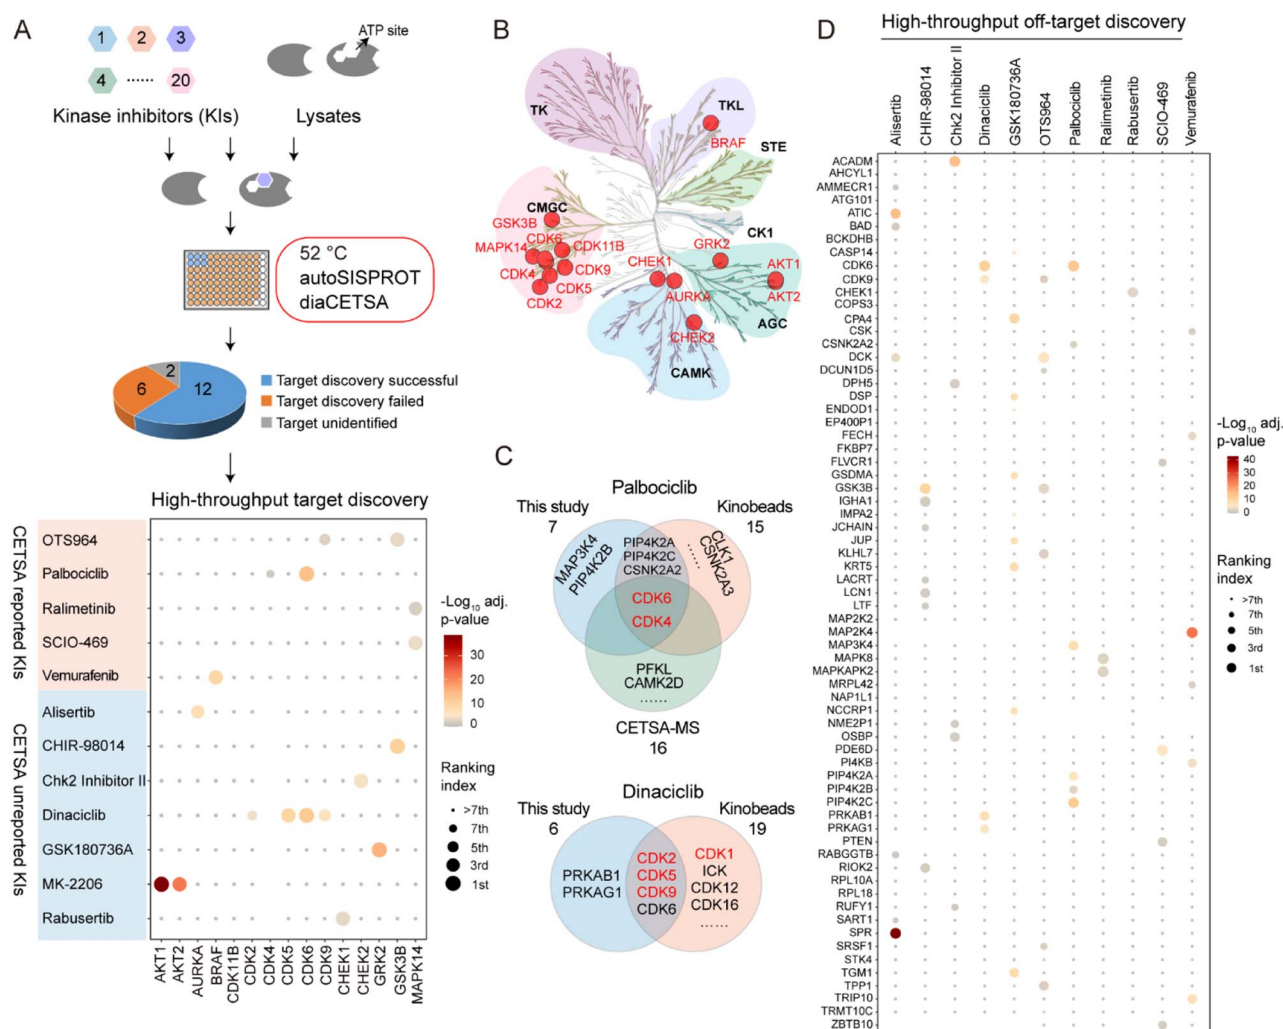 A
1
2
3
4
......
20
Kinase inhibitors (KIs)
ATP site
Lysates
52 °C
autoSISPROT
diaCETSA
2
6
12
Target discovery successful
Target discovery failed
Target unidentified
High-throughput target discovery
CETSA reported KIs
CETSA unreported KIs
OTS964
Palbociclib
Ralimetinib
SCIO-469
Vemurafenib
Alisertib
CHIR-98014
Chk2 Inhibitor II
Dinaciclib
GSK180736A
MK-2206
Rabusertib
AKT1
AKT2
AURKA
BRAF
CDK11B
CDK2
CDK4
CDK5
CDK6
CDK9
CHEK1
CHEK2
GRK2
GSK3B
MAPK14
-Log10 adj.
p-value
30
20
10
0
Ranking
index
>7th
7th
5th
3rd
1st
B
TK
TKL
BRAF
STE
CMGC
GSK3B
CDK6
MAPK14
CDK11B
CDK4
CDK9
CDK5
CDK2
CK1
GRK2
CHEK1
AKT1
AURKA
AKT2
AGC
CHEK2
CAMK
C
Palbociclib
This study
7
Kinobeads
15
MAP3K4
PIP4K2B
PIP4K2A
PIP4K2C
CSNK2A2
CLK1
CSNK2A3
......
CDK6
CDK4
PFKL
CAMK2D
......
CETSA-MS
16
Dinaciclib
This study
6
Kinobeads
19
PRKAB1
PRKAG1
CDK2
CDK5
CDK9
CDK6
CDK1
ICK
CDK12
CDK16
......
D
High-throughput off-target discovery
Alisertib
CHIR-98014
Chk2 Inhibitor II
Dinaciclib
GSK180736A
OTS964
Palbociclib
Ralimetinib
Rabusertib
SCIO-469
Vemurafenib
ACADM
AHCYL1
AMMECR1
ATG101
ATIC
BAD
BCKDHB
CASP14
CDK6
CDK9
CHEK1
COPS3
CPA4
CSK
CSNK2A2
DCK
DCUN1D5
DPH5
DSP
ENDOD1
EP400P1
FECH
FKBP7
FLVCR1
GSDMA
GSK3B
IGHA1
IMPA2
JCHAIN
JUP
KLHL7
KRT5
LACRT
LCN1
LTF
MAP2K2
MAP2K4
MAP3K4
MAPK8
MAPKAPK2
MRPL42
NAP1L1
NCCRP1
NME2P1
OSBP
PDE6D
PI4KB
PIP4K2A
PIP4K2B
PIP4K2C
PRKAB1
PRKAG1
PTEN
RABGGTB
RIOK2
RPL10A
RPL18
RUFY1
SART1
SPR
SRSF1
STK4
TGM1
TPP1
TRIP10
TRMT10C
ZBTB10
-Log10 adj.
p-value
40
30
20
10
0
Ranking
index
>7th
7th
5th
3rd
1st